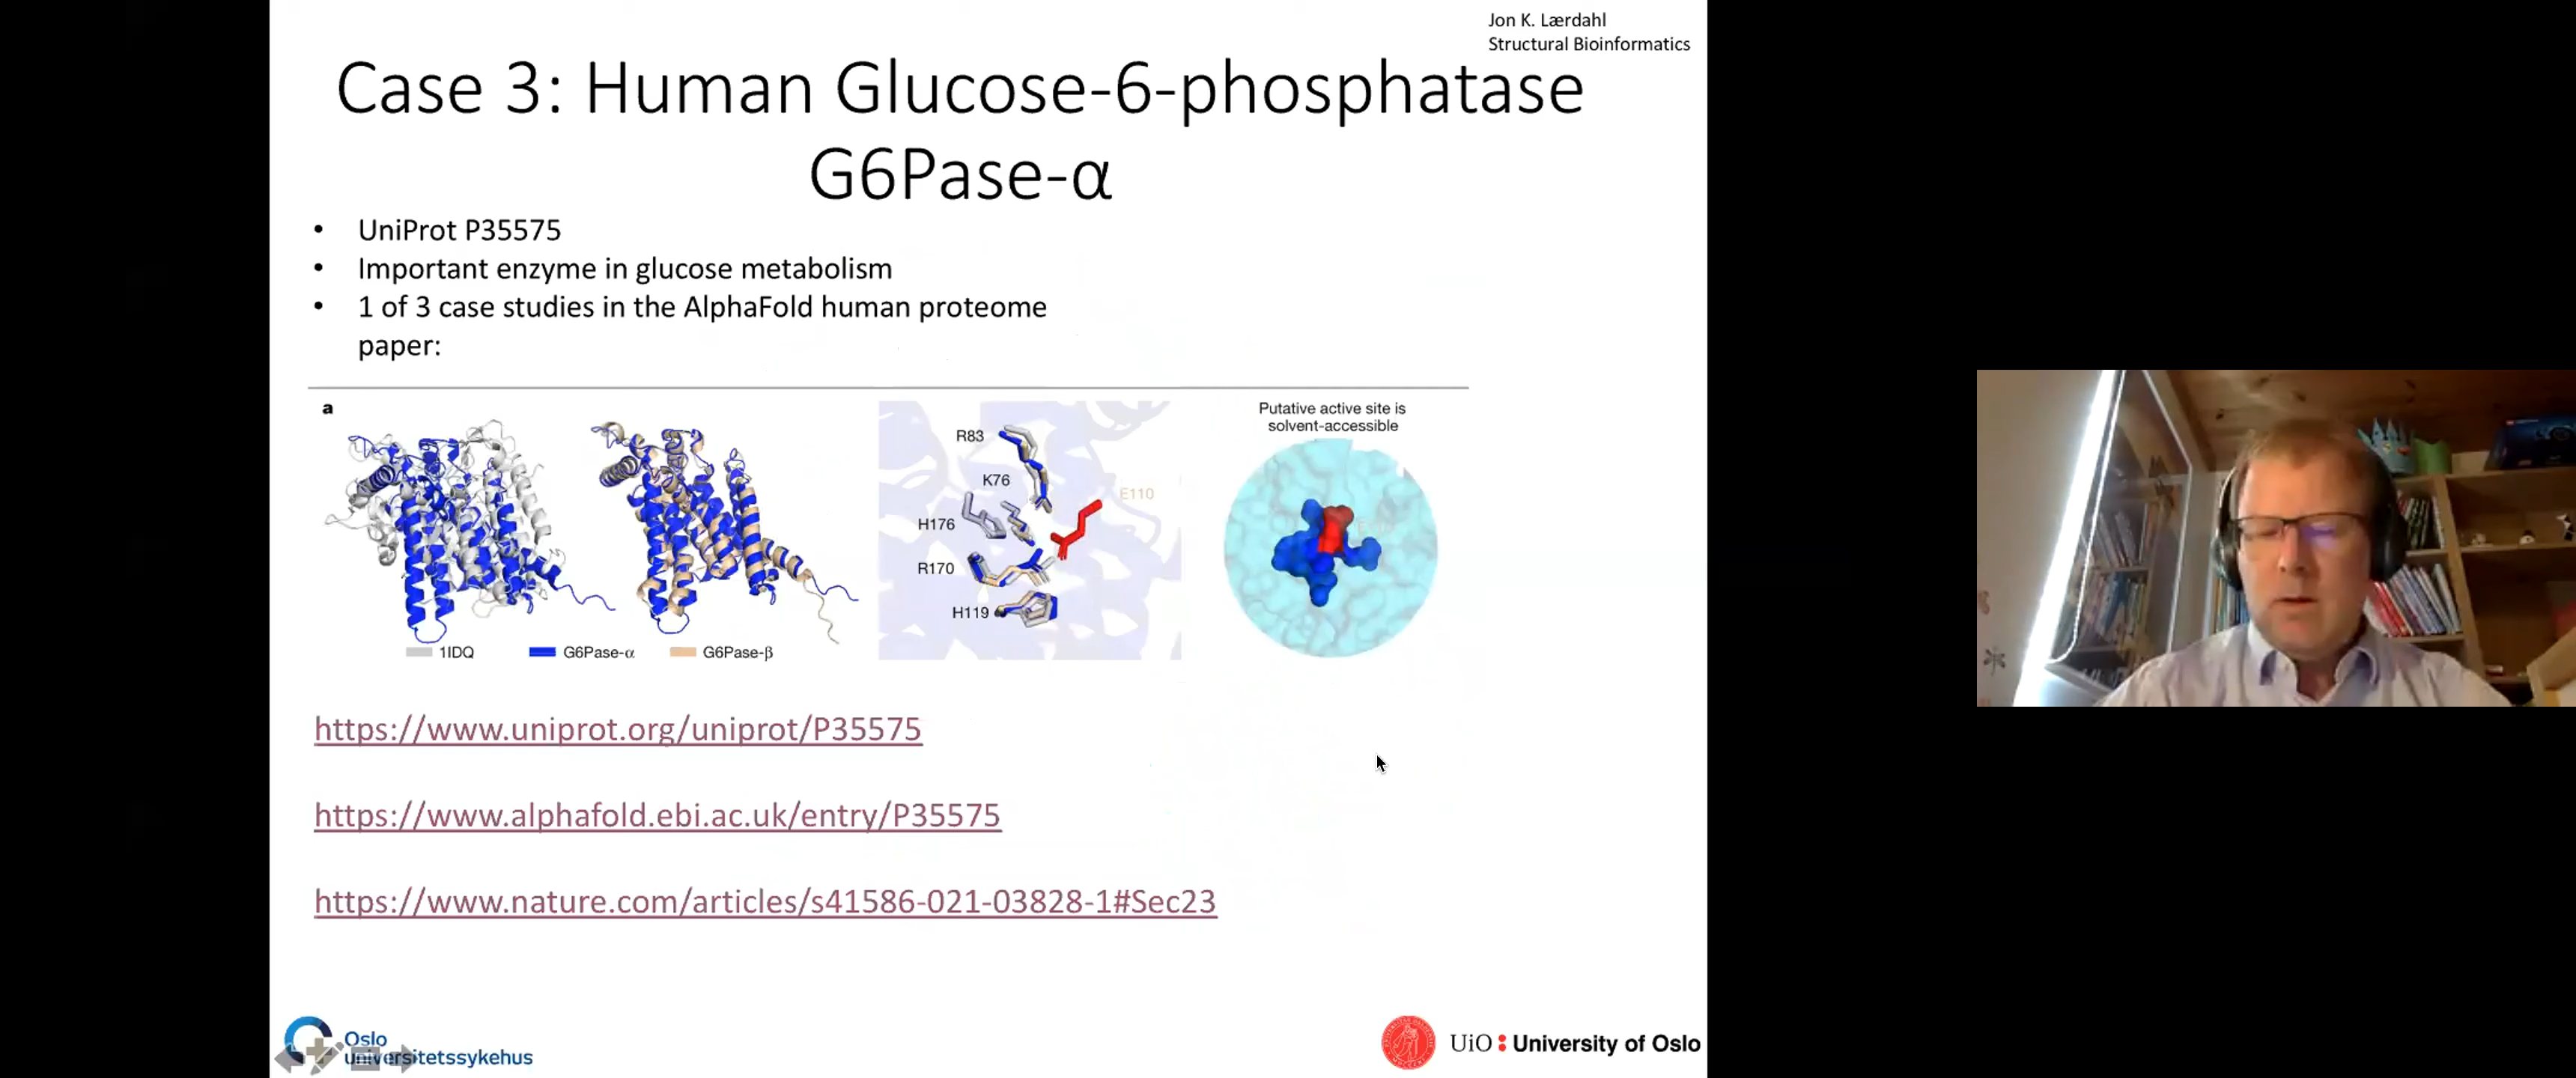 Jon K. Lærdahl
Structural Bioinformatics
Case 3: Human Glucose-6-phosphatase
G6Pase-α
• UniProt P35575
• Important enzyme in glucose metabolism
• 1 of 3 case studies in the AlphaFold human proteome
paper:
a
1IDQ
G6Pase-α
G6Pase-β
R83
K76
E110
H176
R170
H119
Putative active site is
solvent-accessible
https://www.uniprot.org/uniprot/P35575
https://www.alphafold.ebi.ac.uk/entry/P35575
https://www.nature.com/articles/s41586-021-03828-1#Sec23
Oslo
universitetssykehus
UiO : University of Oslo